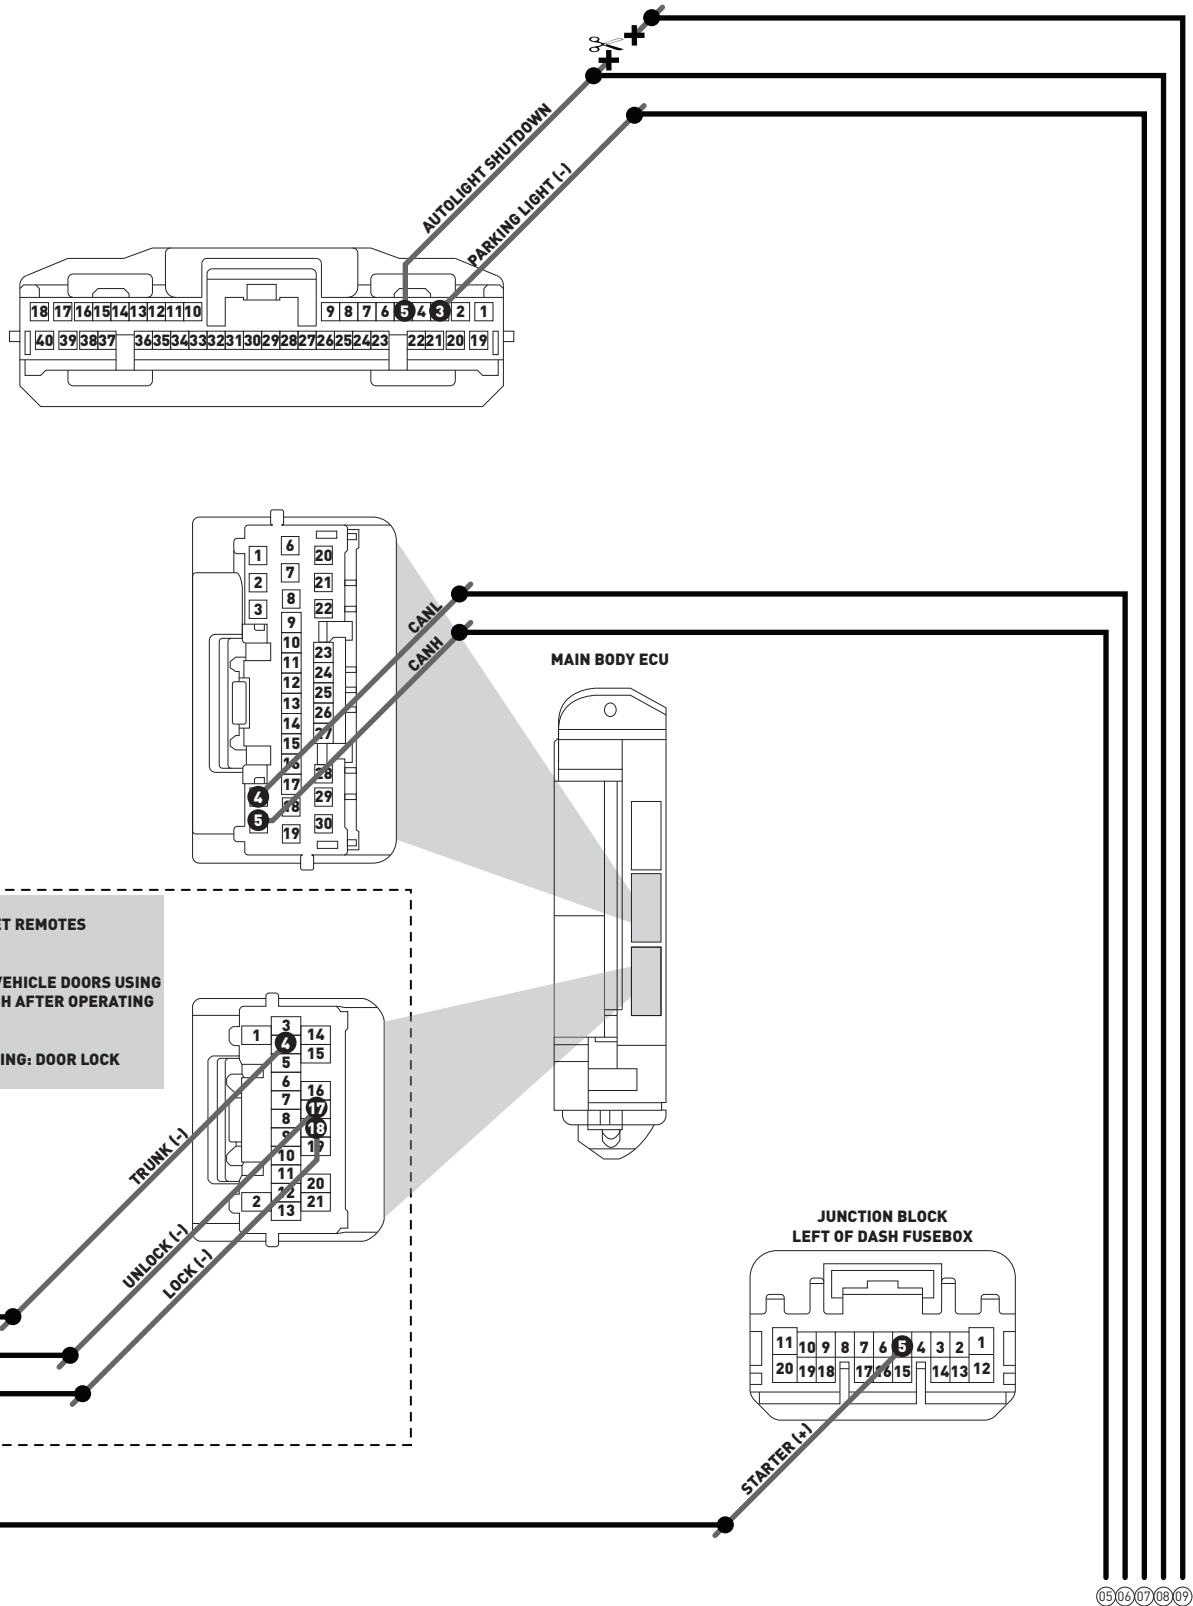 AUTOLIGHT SHUTDOWN
PARKING LIGHT (-)
18 17 16 15 14 13 12 11 10 9 8 7 6 5 4 3 2 1
40 39 38 37 36 35 34 33 32 31 30 29 28 27 26 25 24 23 22 21 20 19
1
2
3
4
5
6
7
8
9
10
11
12
13
14
15
16
17
18
19
20
21
22
23
24
25
26
27
28
29
30
CANL
CANH
MAIN BODY ECU
ET REMOTES
VEHICLE DOORS USING
H AFTER OPERATING
ING: DOOR LOCK
1
2
3
4
5
6
7
8
9
10
11
12
13
14
15
16
17
18
19
20
21
TRUNK (-)
UNLOCK (-)
LOCK (-)
JUNCTION BLOCK
LEFT OF DASH FUSEBOX
11 10 9 8 7 6 5 4 3 2 1
20 19 18 17 16 15 14 13 12
STARTER (+)
05 06 07 08 09